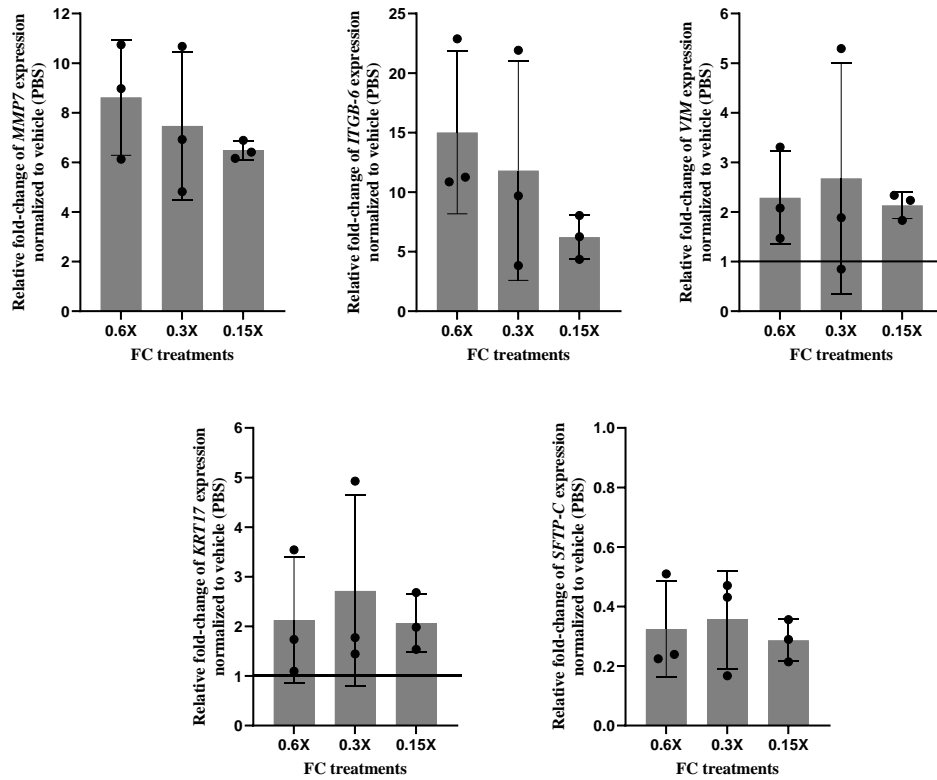 Relative fold-change of MMP7 expression
normalized to vehicle (PBS)
12
10
8
6
4
2
0
0.6X 0.3X 0.15X
FC treatments
Relative fold-change of ITGB-6 expression
normalized to vehicle (PBS)
25
20
15
10
5
0
0.6X 0.3X 0.15X
FC treatments
Relative fold-change of VIM expression
normalized to vehicle (PBS)
6
5
4
3
2
1
0
0.6X 0.3X 0.15X
FC treatments
Relative fold-change of KRT17 expression
normalized to vehicle (PBS)
6
5
4
3
2
1
0
0.6X 0.3X 0.15X
FC treatments
Relative fold-change of SFTP-C expression
normalized to vehicle (PBS)
1.0
0.8
0.6
0.4
0.2
0.0
0.6X 0.3X 0.15X
FC treatments